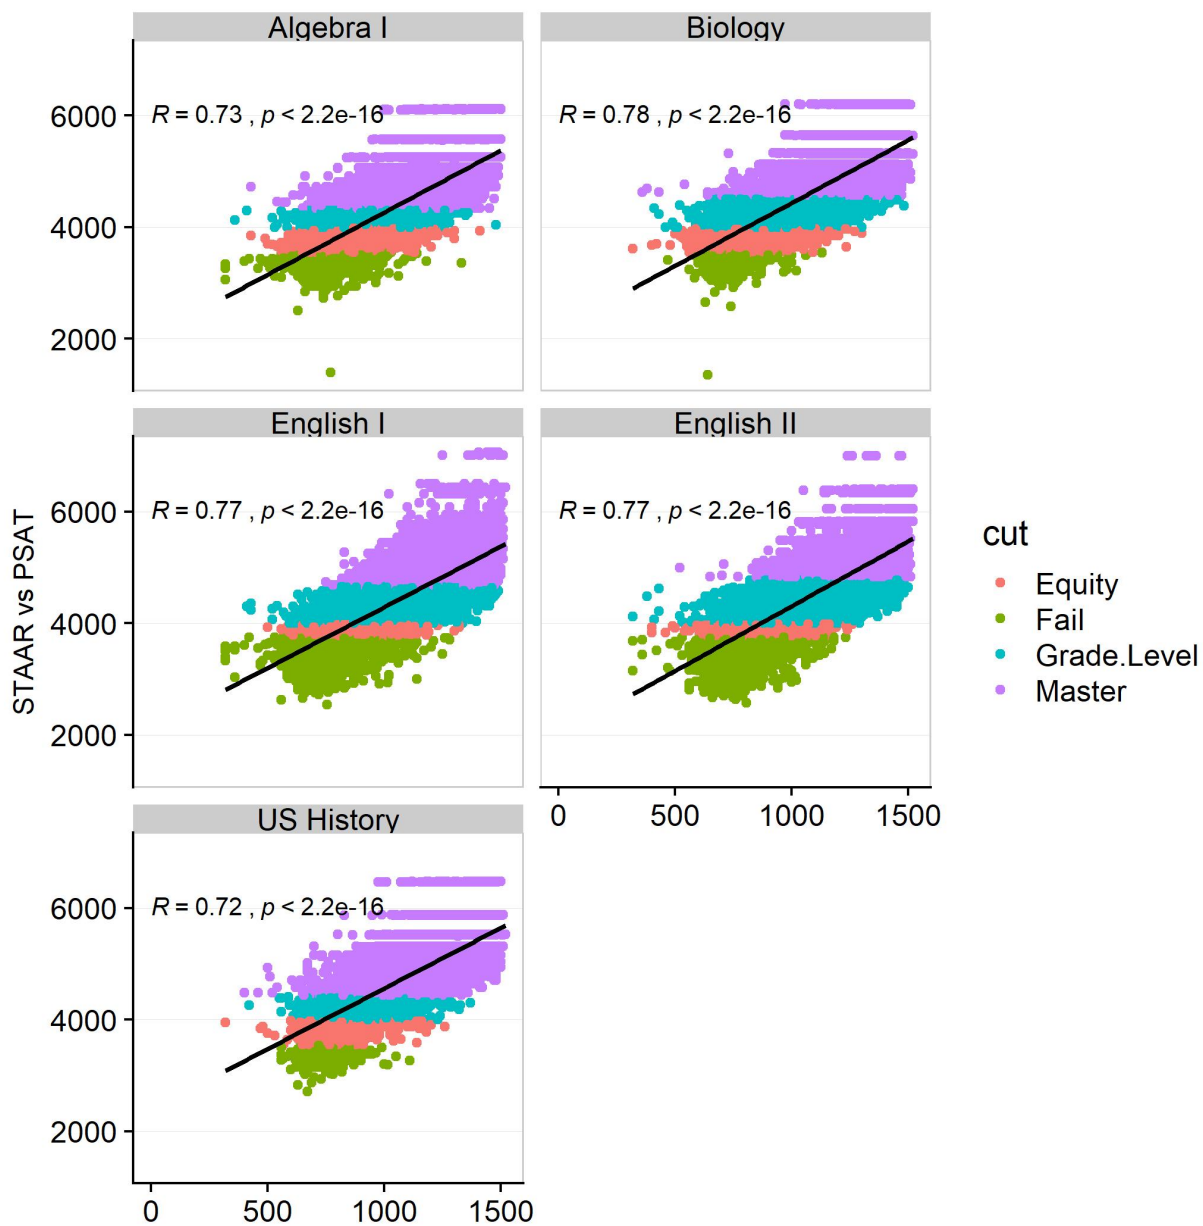 Algebra I
Biology
6000
4000
2000
R = 0.73 , p < 2.2e-16
R = 0.78 , p < 2.2e-16
English I
English II
6000
4000
2000
R = 0.77 , p < 2.2e-16
R = 0.77 , p < 2.2e-16
0 500 1000 1500
STAAR vs PSAT
US History
6000
4000
2000
R = 0.72 , p < 2.2e-16
0 500 1000 1500
cut
Equity
Fail
Grade.Level
Master